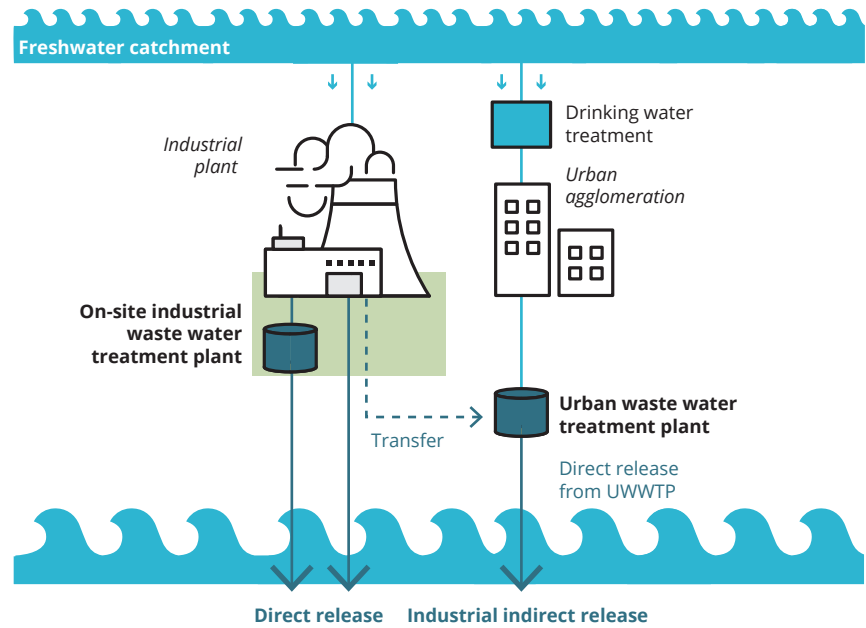 Freshwater catchment
Industrial
plant
Drinking water
treatment
Urban
agglomeration
On-site industrial
waste water
treatment plant
Transfer
Urban waste water
treatment plant
Direct release
from UWWTP
Direct release
Industrial indirect release